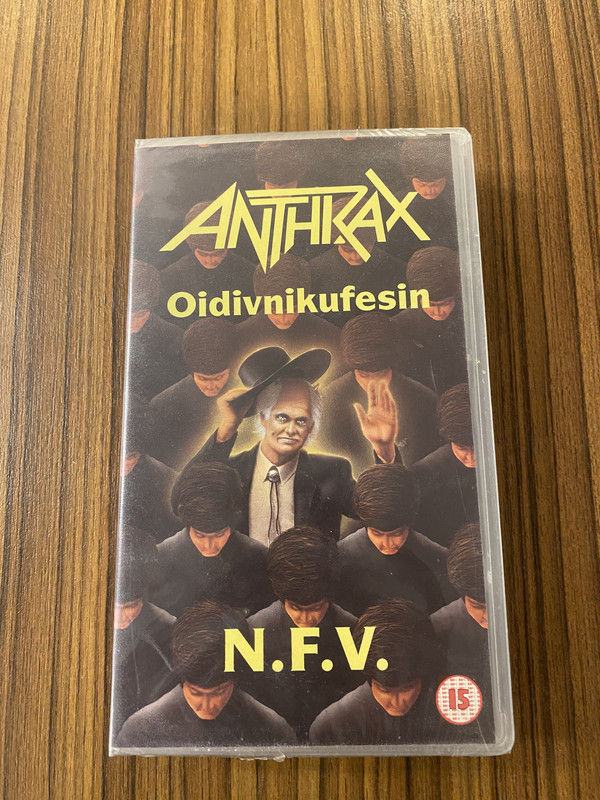 ANTHRAX
Oidivnikufesin
N.F.V.
15